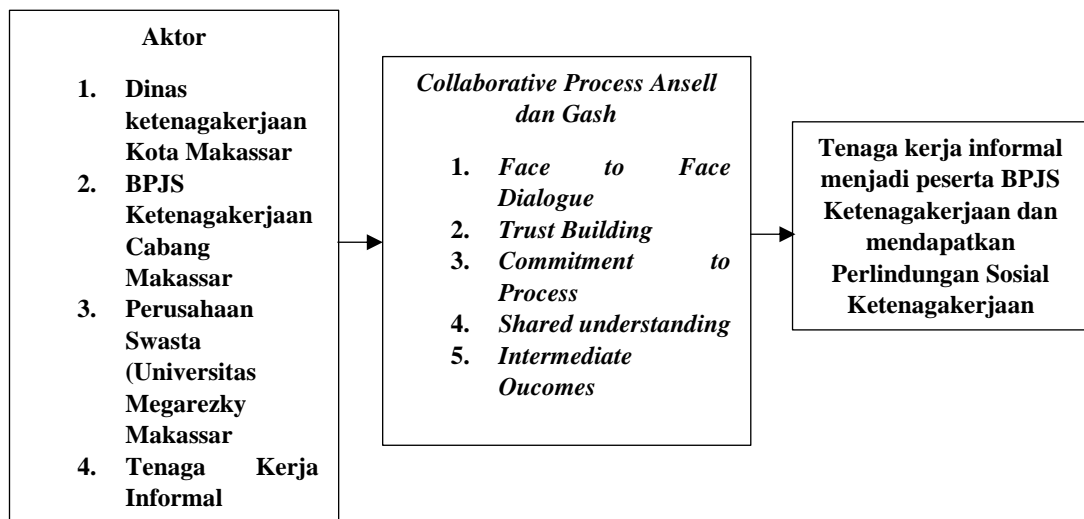 Aktor
1. Dinas
ketenagakerjaan
Kota Makassar
2. BPJS
Ketenagakerjaan
Cabang
Makassar
3. Perusahaan
Swasta
(Universitas
Megarezky
Makassar
4. Tenaga Kerja
Informal
Collaborative Process Ansell
dan Gash
1. Face to Face
Dialogue
2. Trust Building
3. Commitment to
Process
4. Shared understanding
5. Intermediate
Oucomes
Tenaga kerja informal
menjadi peserta BPJS
Ketenagakerjaan dan
mendapatkan
Perlindungan Sosial
Ketenagakerjaan